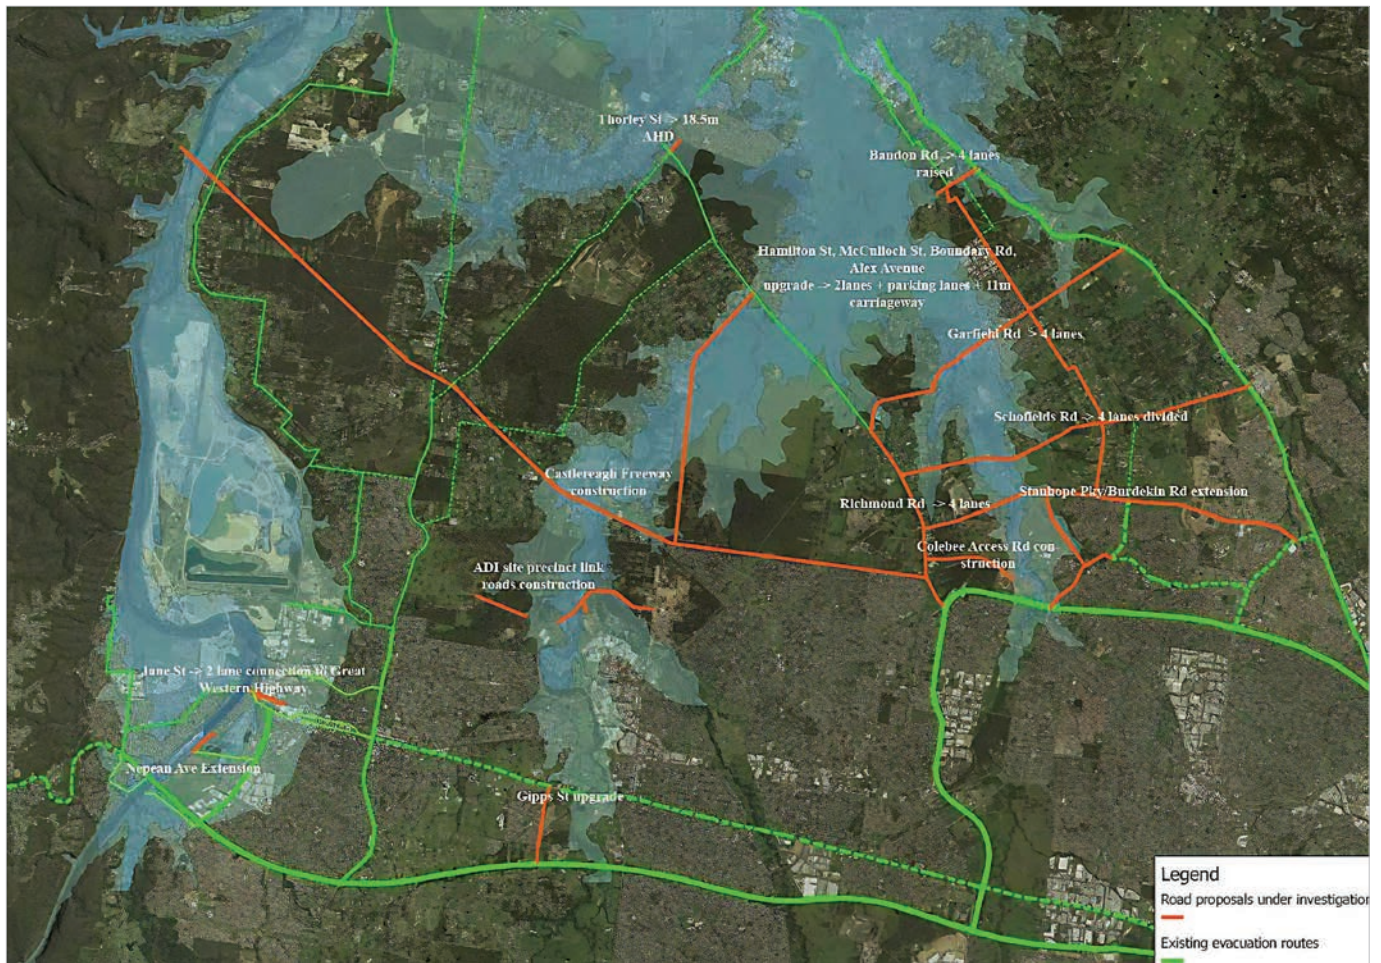 Thorley St -> 18.5m
AHD
Bandon Rd -> 4 lanes
raised
Hamilton St, McCulloch St, Boundary Rd,
Alex Avenue
upgrade -> 2lanes + parking lanes + 11m
carriageway
Garfield Rd -> 4 lanes
Schofields Rd -> 4 lanes divided
Castlereagh Freeway
construction
Stanhope Pky/Burdekin Rd extension
Richmond Rd -> 4 lanes
Colebee Access Rd con-
struction
ADI site precinct link
roads construction
Jane St -> 2 lane connection to Great
Western Highway
Nepean Ave Extension
Gipps St upgrade
Legend
Road proposals under investigation
Existing evacuation routes